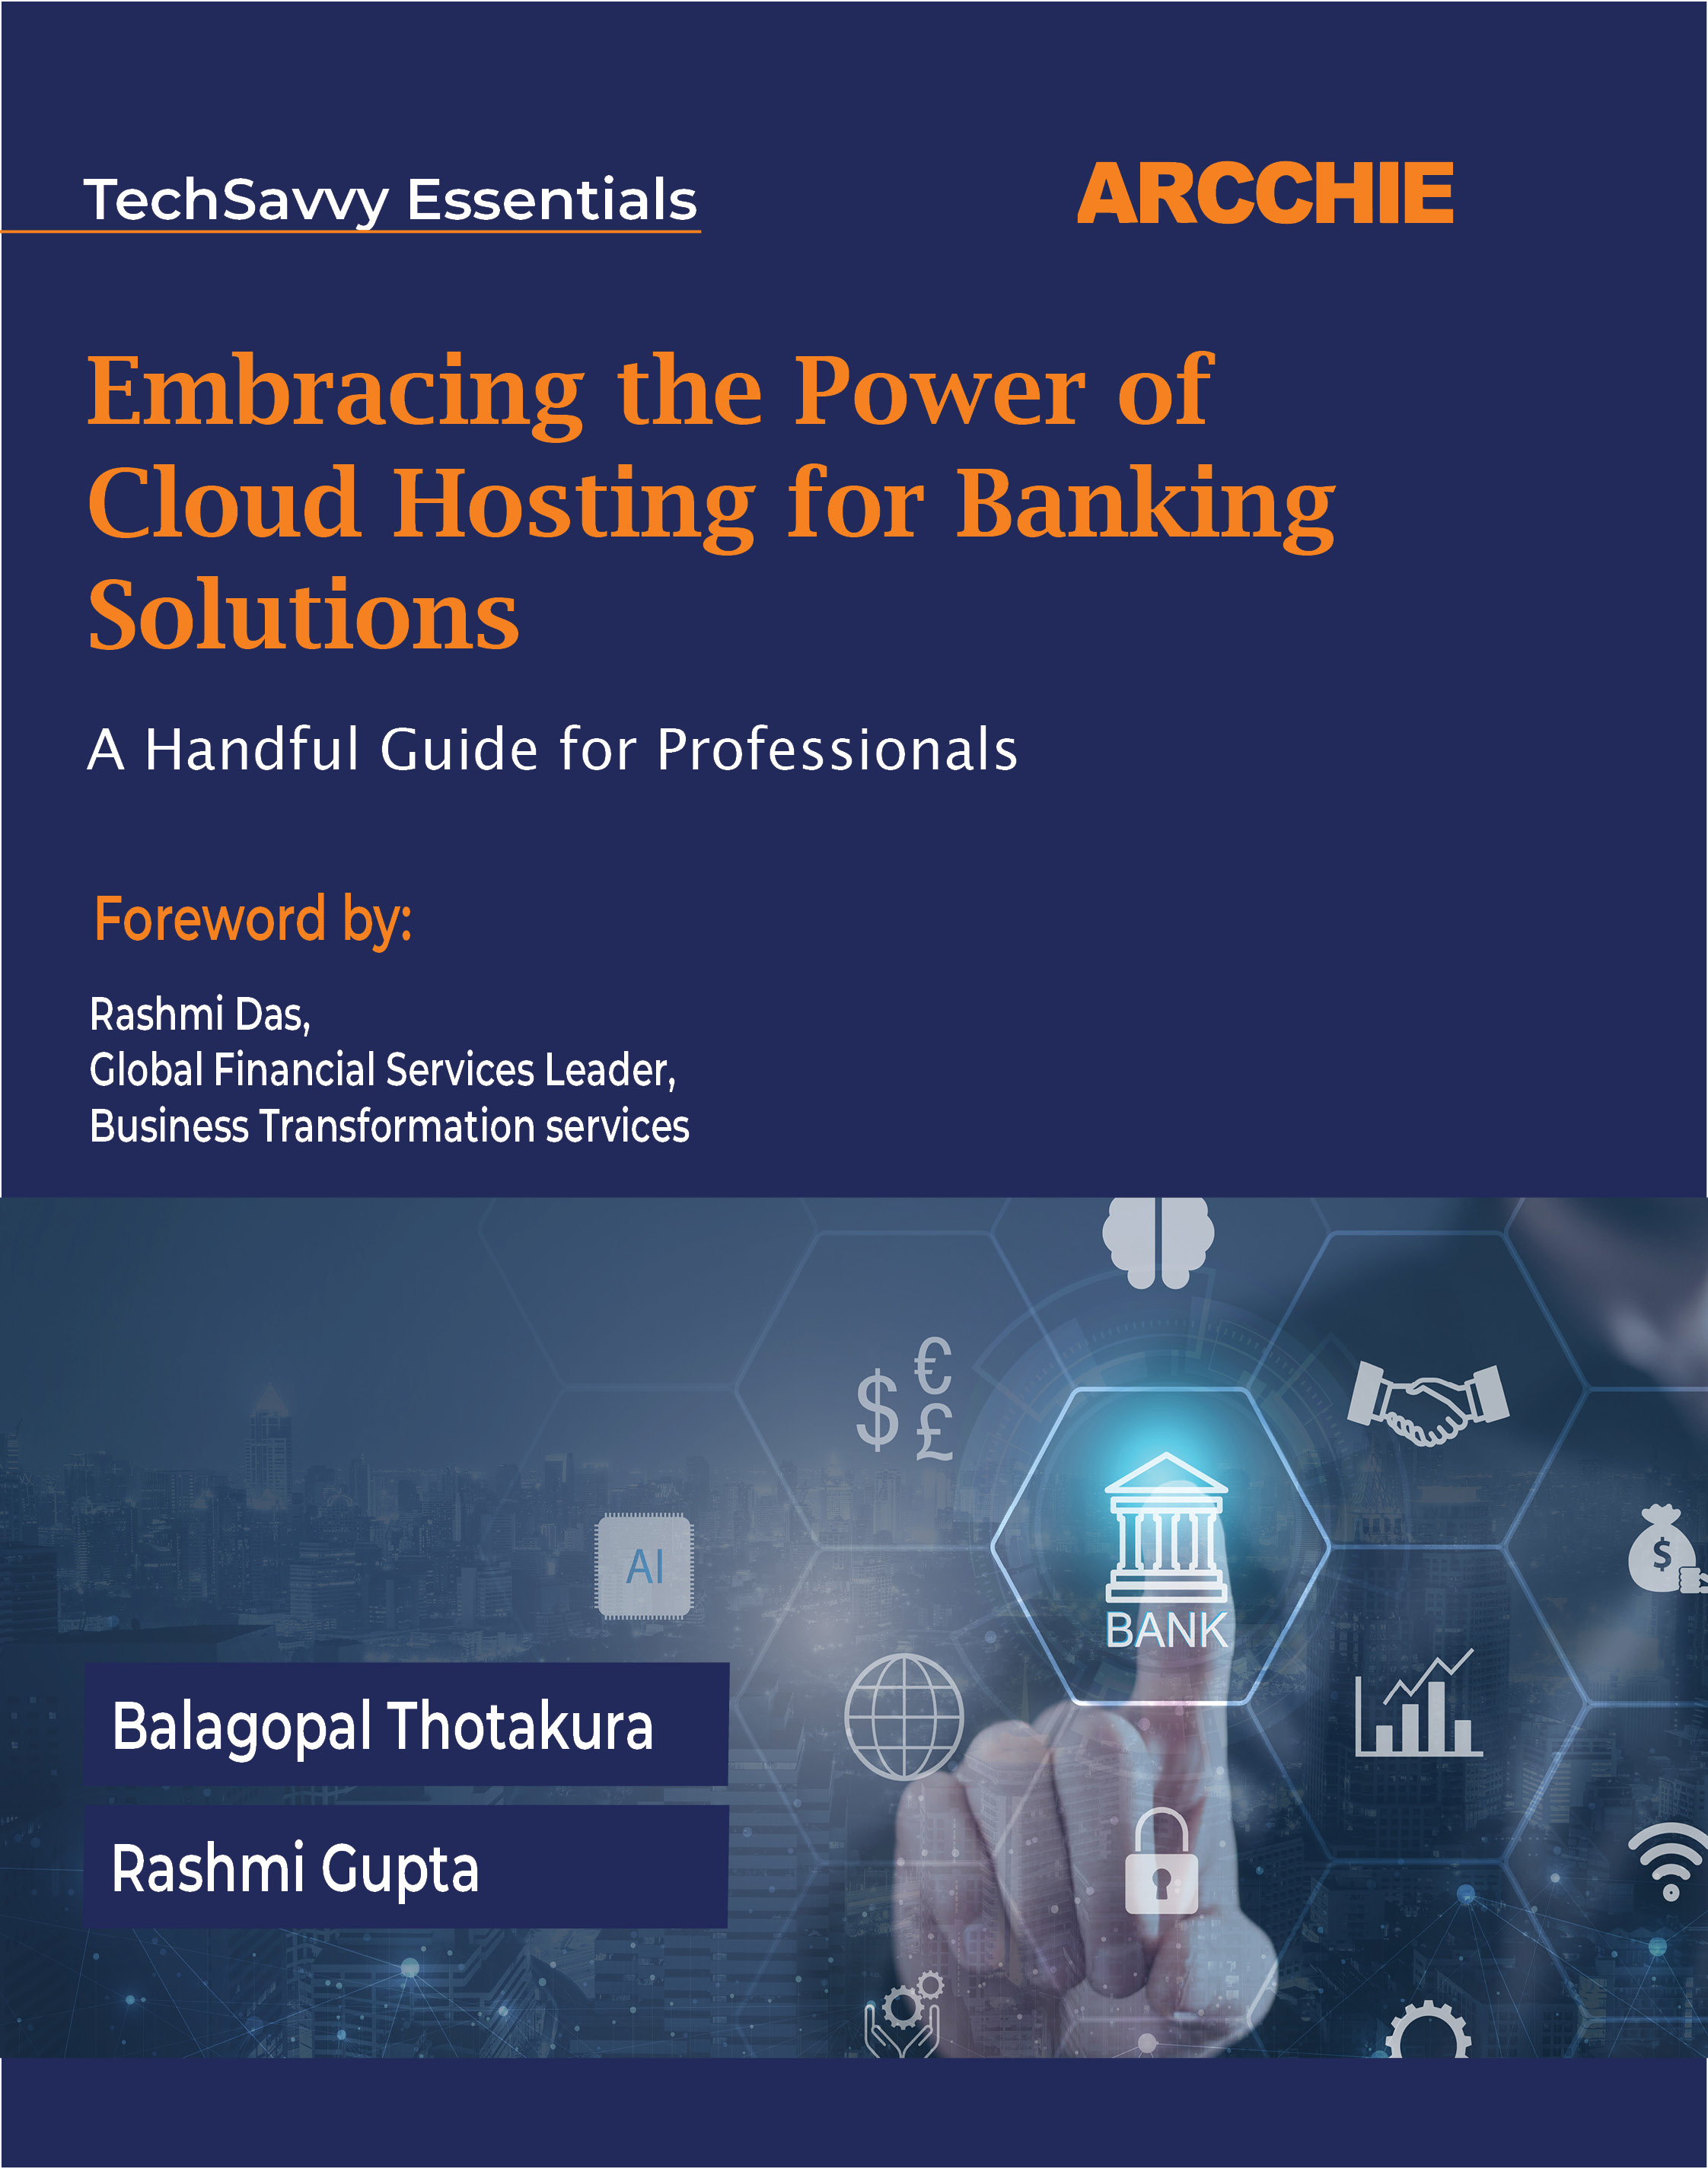 TechSavvy Essentials
ARCCHIE
Embracing the Power of
Cloud Hosting for Banking
Solutions
A Handful Guide for Professionals
Foreword by:
Rashmi Das,
Global Financial Services Leader,
Business Transformation services
$ €
£
AI
$
BANK
Balagopal Thotakura
Rashmi Gupta